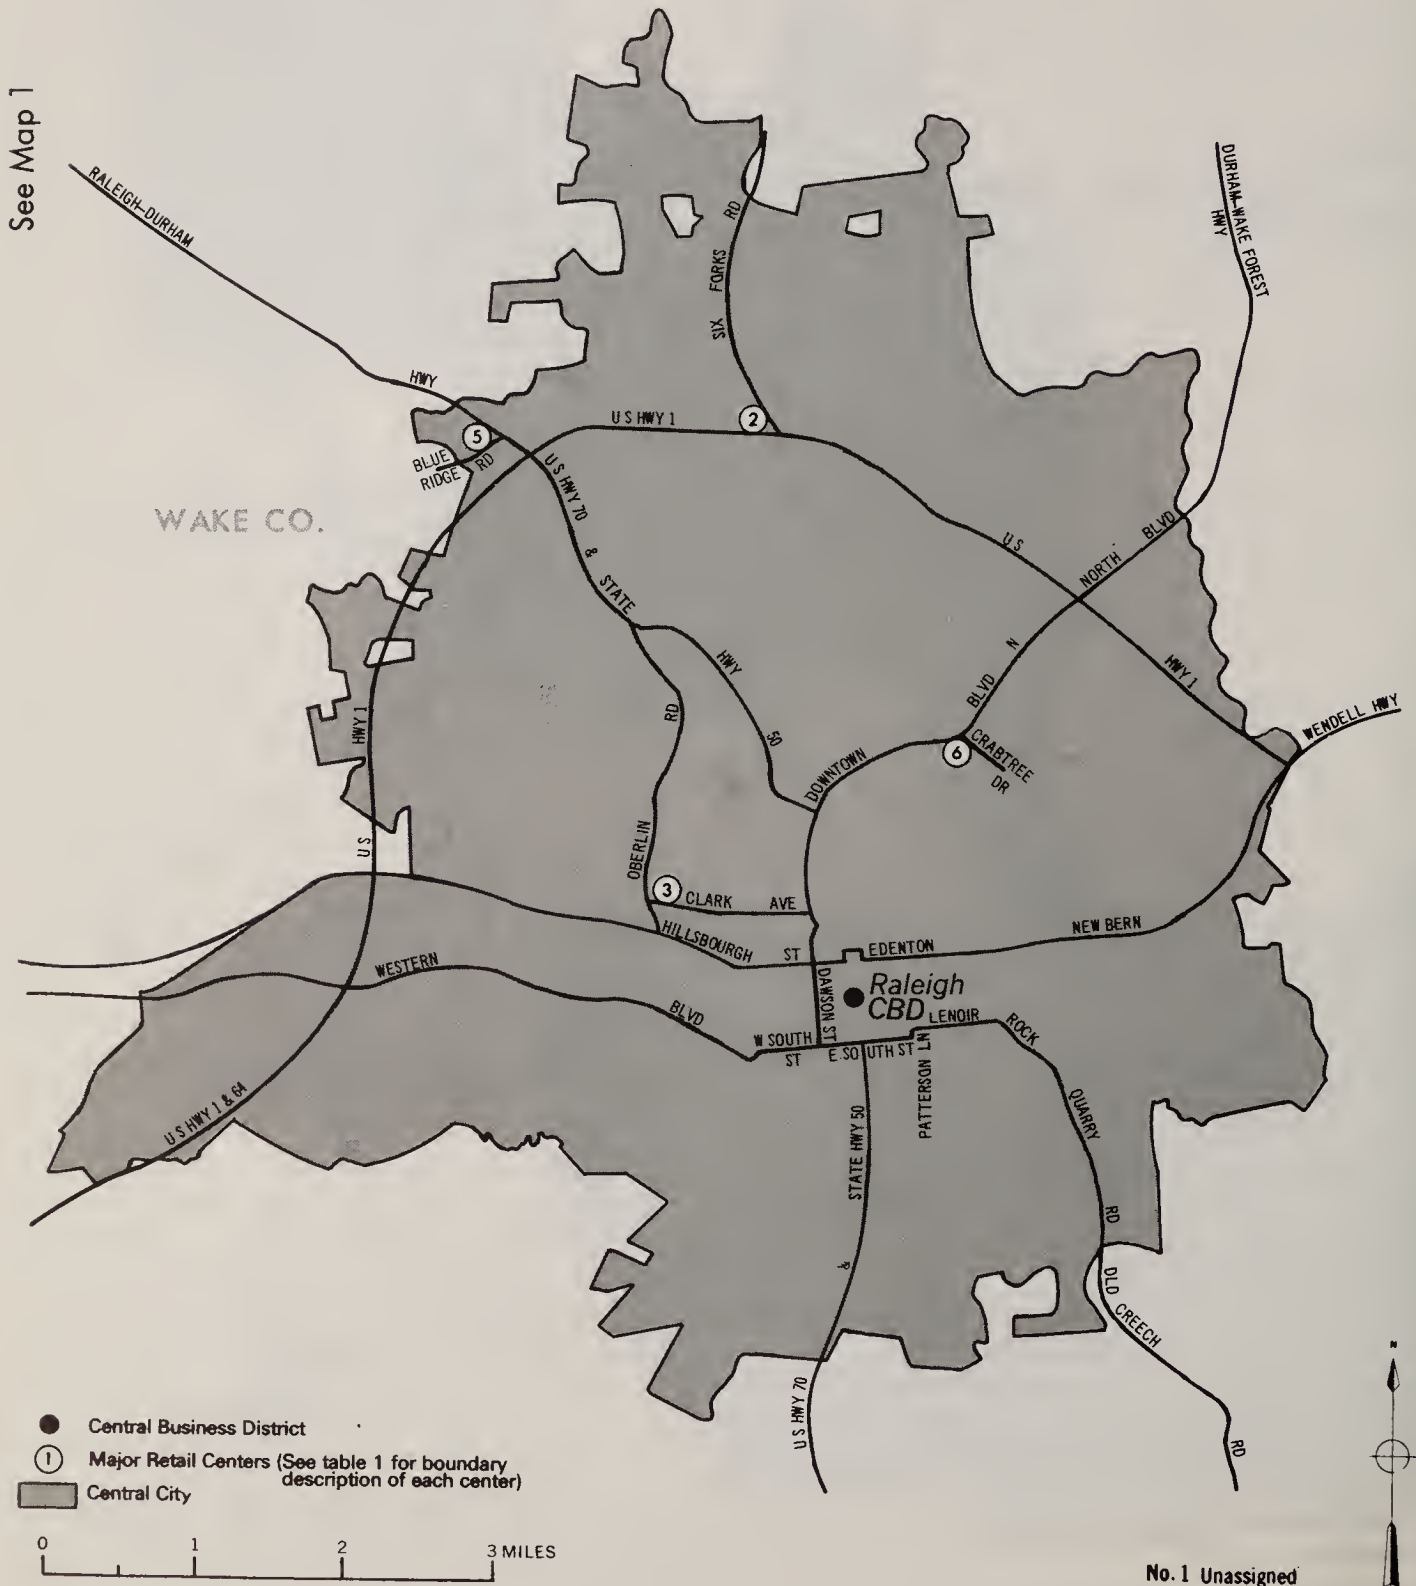 See Map 1
RALEIGH-DURHAM
HWY
DURHAM-WAKE FOREST
HWY
SIX FORKS RD
2
U S HWY 1
5
BLUE
RIDGE RD
U S HWY 70 & STATE HWY 50
WAKE CO.
U S HWY 1
NORTH BLVD
BLVD N
WENDELL HWY
6
CRABTREE
DR
DOWNTOWN
OBERLIN RD
U S HWY 1
3
CLARK AVE
HILLSBOURGH ST
EDENTON
NEW BERN
WESTERN BLVD
DAWSON ST
Raleigh
CBD
LENOIR
W SOUTH
ST
E. SOUTH ST
PATTERSON LN
ROCK QUARRY RD
U S HWY 1 & 64
STATE HWY 50
&
U S HWY 70
OLD CREECH RD
N
Central Business District
1 Major Retail Centers (See table 1 for boundary
description of each center)
Central City
0 1 2 3 MILES
No. 1 Unassigned